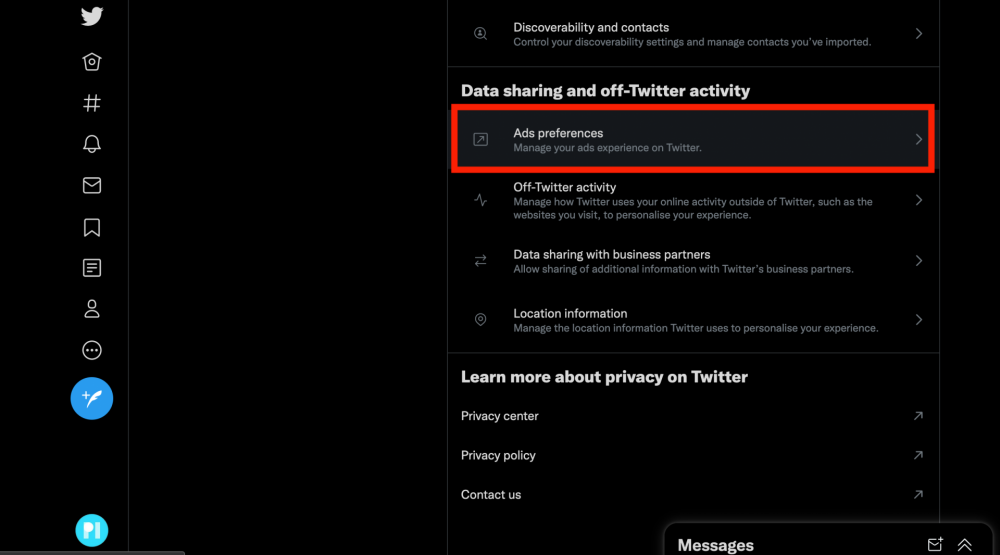 Discoverability and contacts
Control your discoverability settings and manage contacts you've imported.
Data sharing and off-Twitter activity
Ads preferences
Manage your ads experience on Twitter.
Off-Twitter activity
Manage how Twitter uses your online activity outside of Twitter, such as the
websites you visit, to personalise your experience.
Data sharing with business partners
Allow sharing of additional information with Twitter's business partners.
Location information
Manage the location information Twitter uses to personalise your experience.
Learn more about privacy on Twitter
Privacy center
Privacy policy
Contact us
PI
Messages